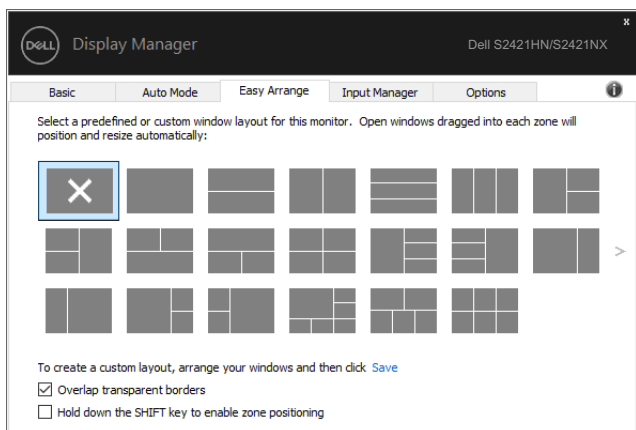 x
DELL Display Manager Dell S2421HN/S2421NX
Basic Auto Mode Easy Arrange Input Manager Options i
Select a predefined or custom window layout for this monitor. Open windows dragged into each zone will
position and resize automatically:
>
To create a custom layout, arrange your windows and then click Save
Overlap transparent borders
Hold down the SHIFT key to enable zone positioning